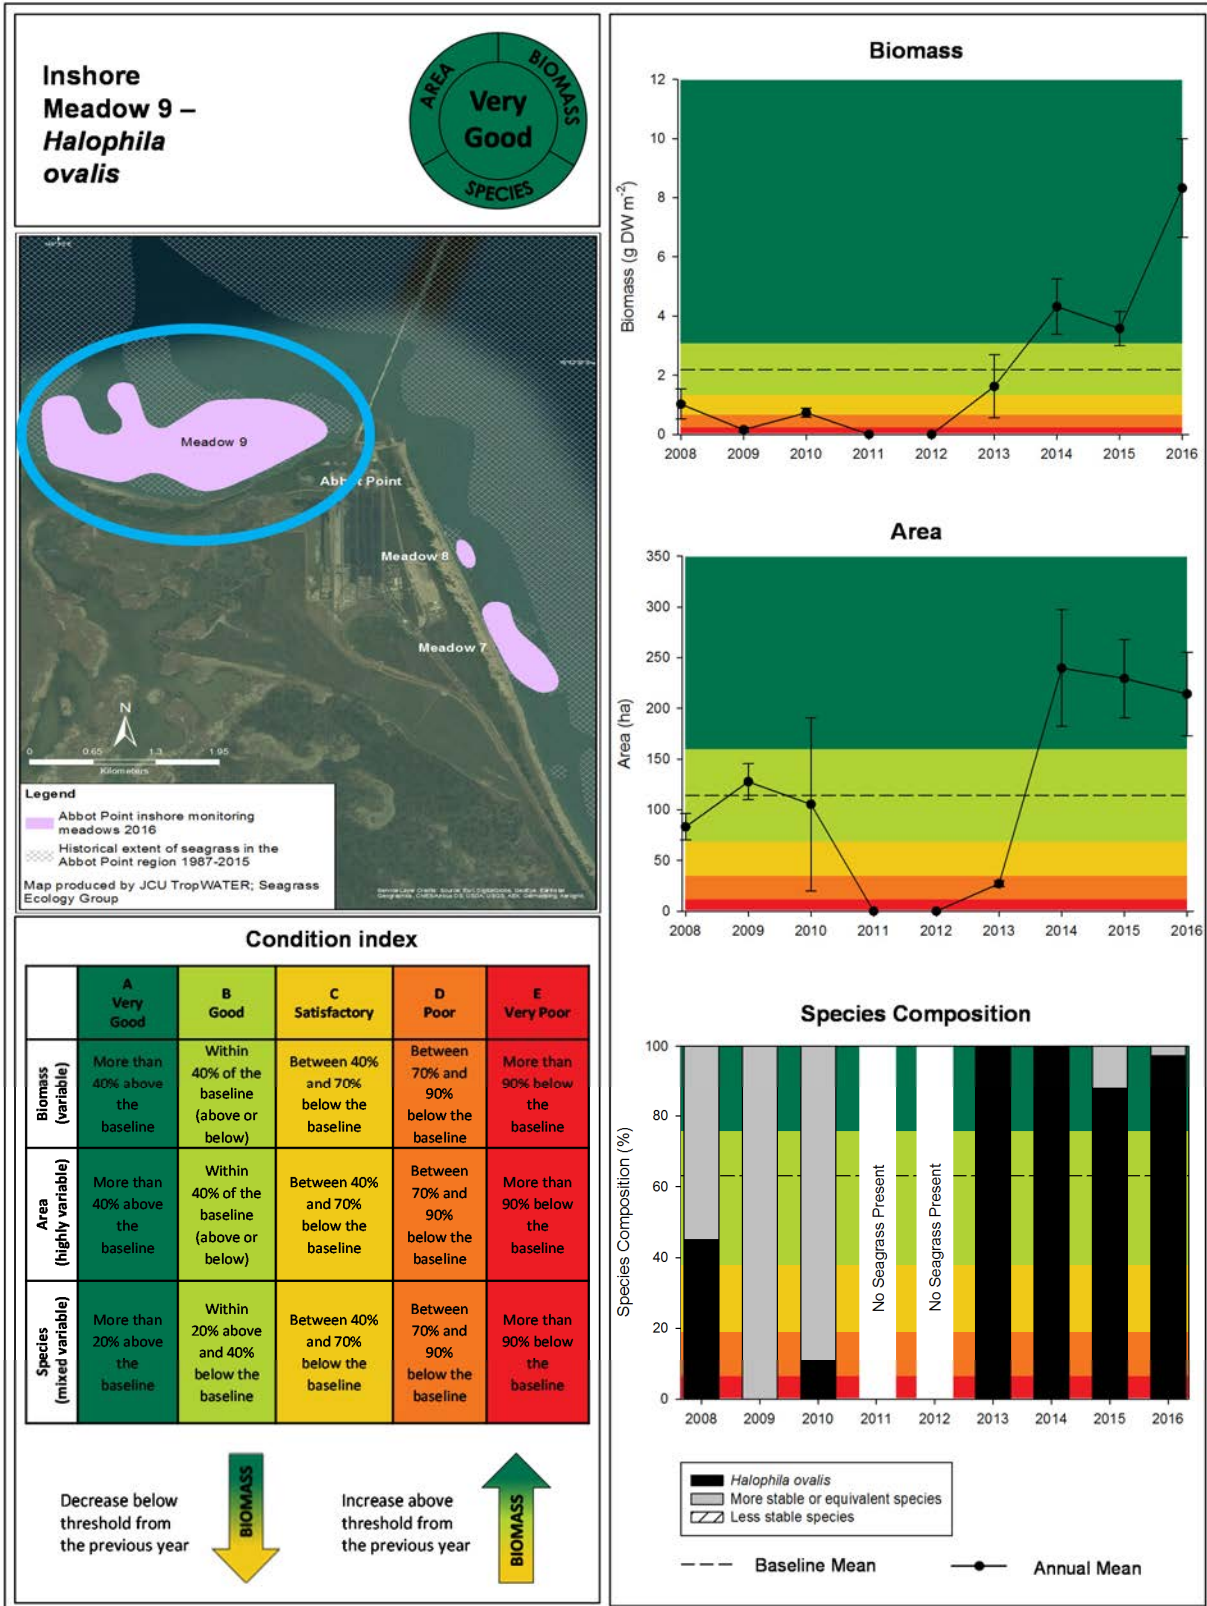 Inshore
Meadow 9 –
Halophila
ovalis
AREA
BIOMASS
Very
Good
SPECIES
Meadow 9
Abbot Point
Meadow 8
Meadow 7
N
0 0.65 1.3 1.95
Kilometers
Legend
Abbot Point inshore monitoring
meadows 2016
Historical extent of seagrass in the
Abbot Point region 1987-2015
Map produced by JCU TropWATER; Seagrass
Ecology Group
Condition index
A
Very
Good
B
Good
C
Satisfactory
D
Poor
E
Very Poor
Biomass
(variable)
More than
40% above
the
baseline
Within
40% of the
baseline
(above or
below)
Between 40%
and 70%
below the
baseline
Between
70% and
90%
below the
baseline
More than
90% below
the
baseline
Area
(highly variable)
More than
40% above
the
baseline
Within
40% of the
baseline
(above or
below)
Between 40%
and 70%
below the
baseline
Between
70% and
90%
below the
baseline
More than
90% below
the
baseline
Species
(mixed variable)
More than
20% above
the
baseline
Within
20% above
and 40%
below the
baseline
Between 40%
and 70%
below the
baseline
Between
70% and
90%
below the
baseline
More than
90% below
the
baseline
Decrease below
threshold from
the previous year
BIOMASS
Increase above
threshold from
the previous year
BIOMASS
Biomass
Biomass (g DW m-2)
12
10
8
6
4
2
0
2008 2009 2010 2011 2012 2013 2014 2015 2016
Area
Area (ha)
350
300
250
200
150
100
50
0
2008 2009 2010 2011 2012 2013 2014 2015 2016
Species Composition
Species Composition (%)
100
80
60
40
20
0
No Seagrass Present
No Seagrass Present
2008 2009 2010 2011 2012 2013 2014 2015 2016
Halophila ovalis
More stable or equivalent species
Less stable species
Baseline Mean
Annual Mean